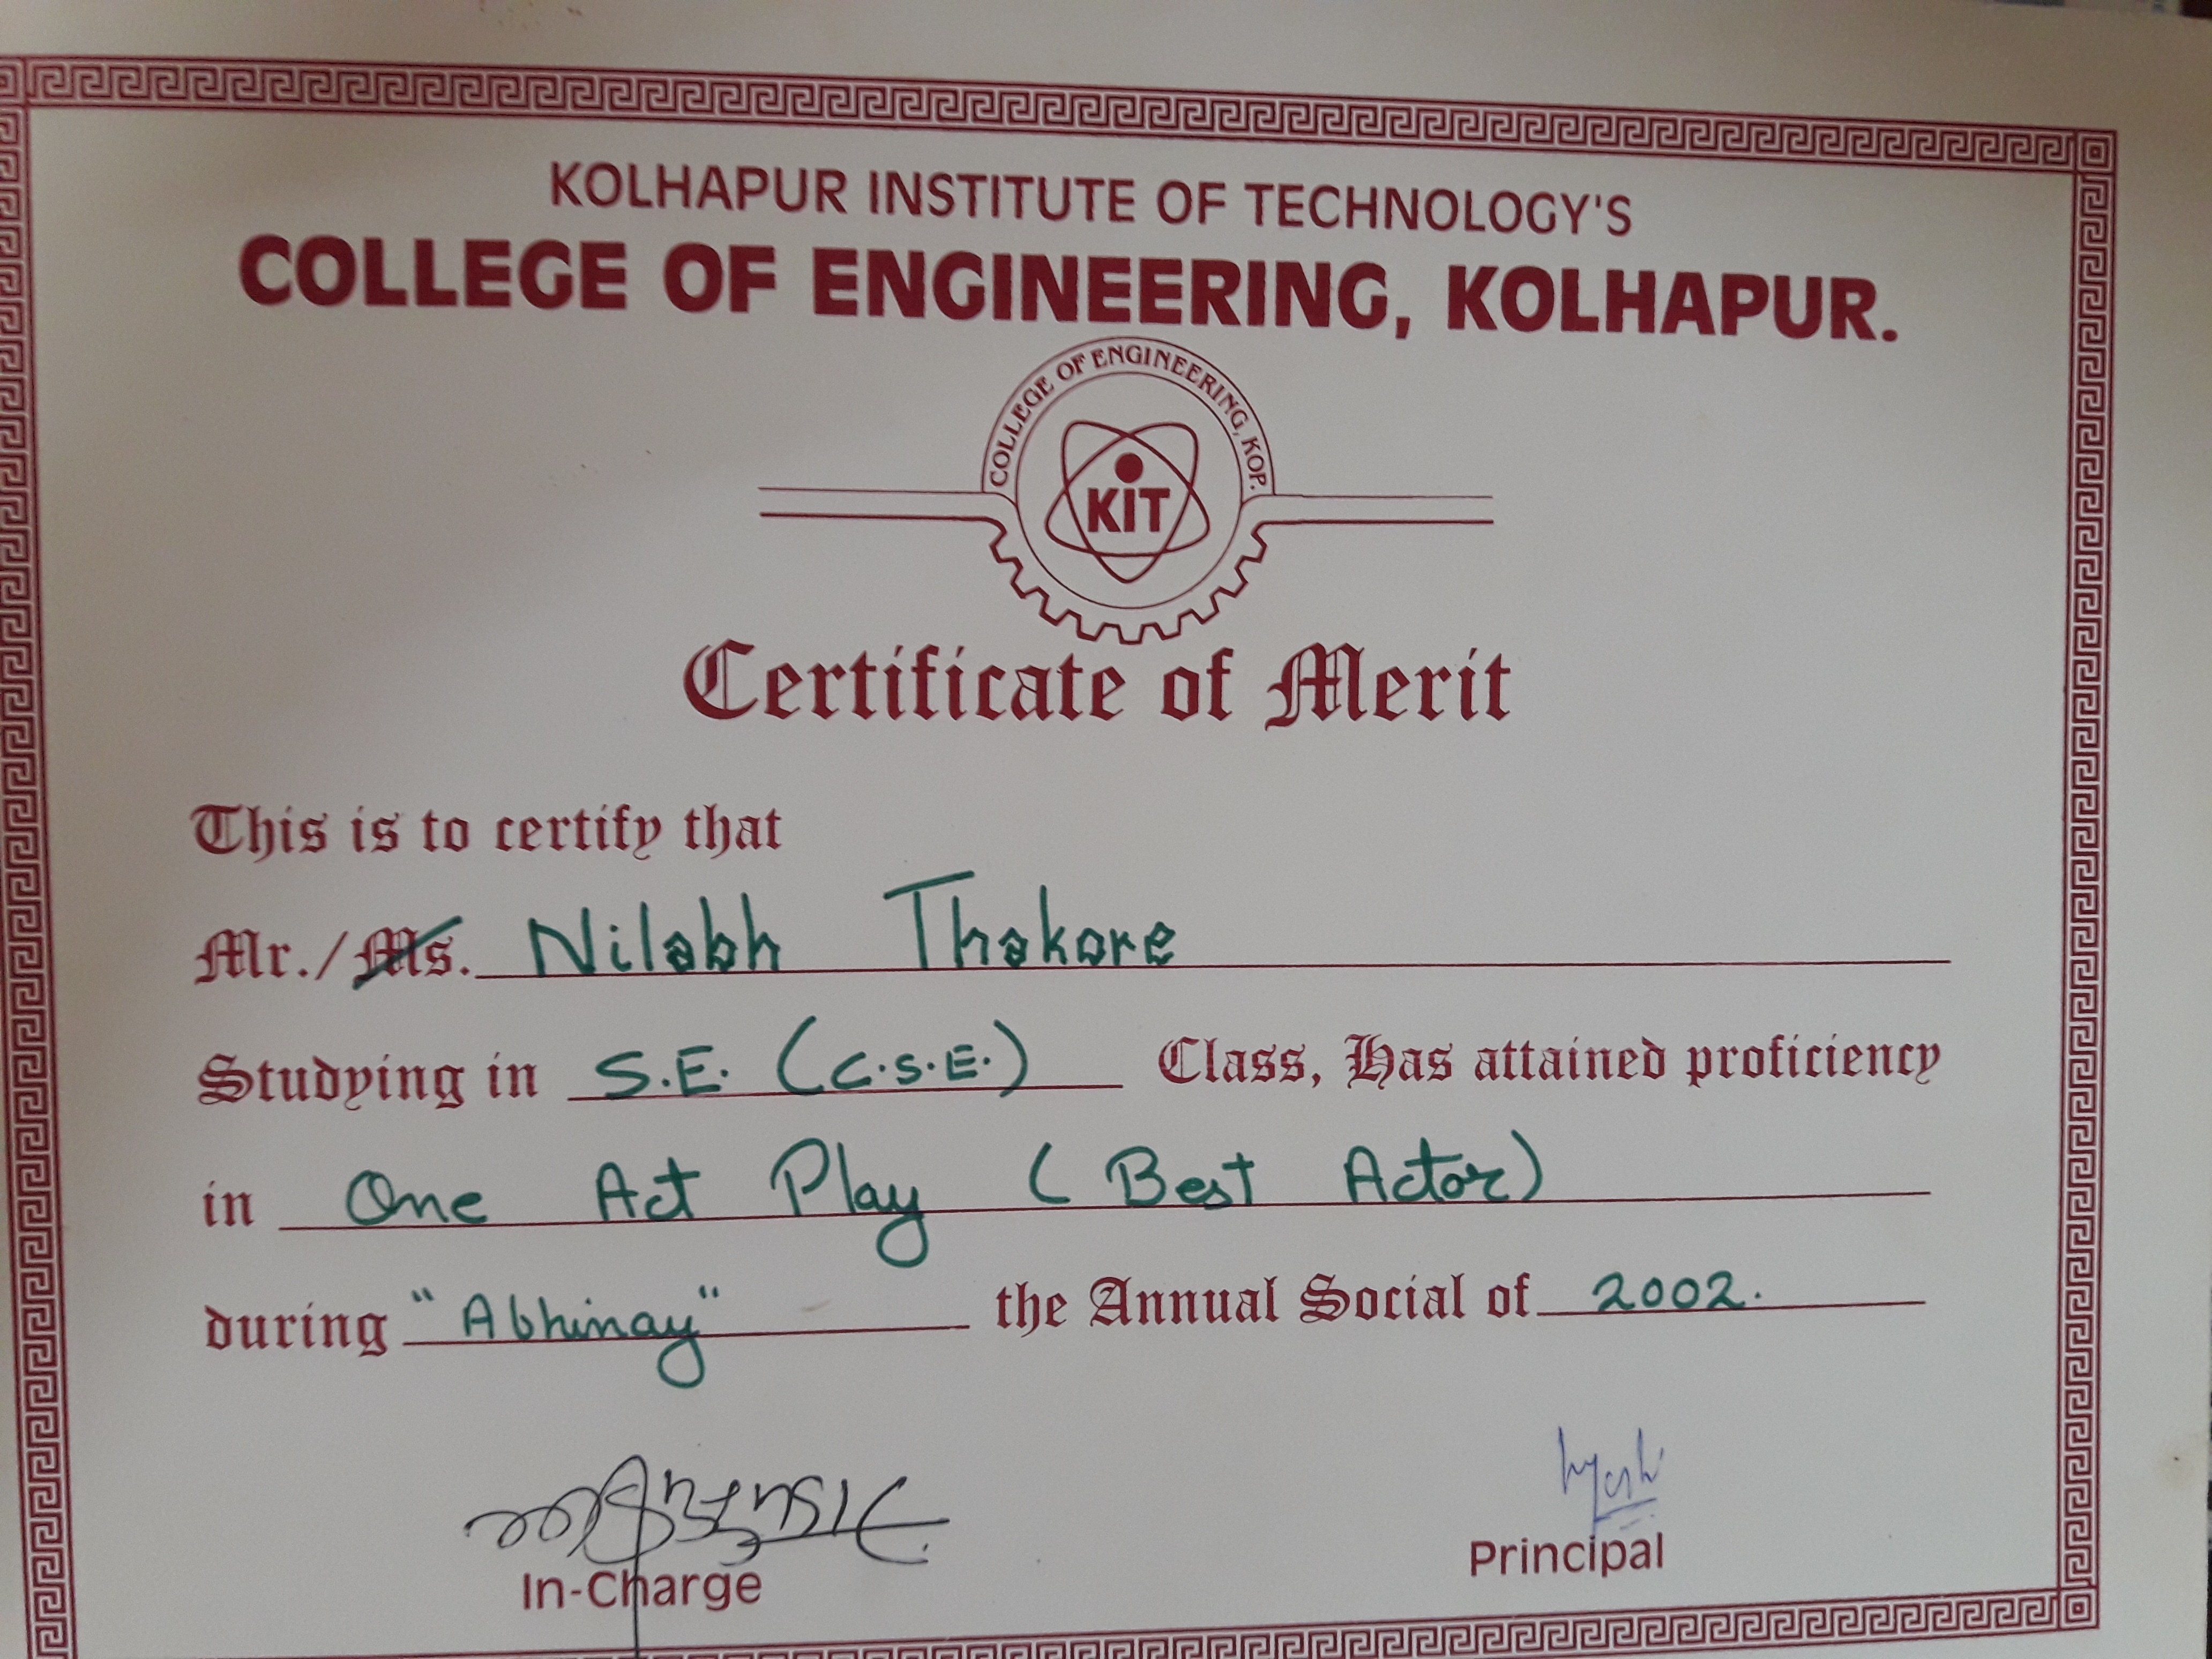 KOLHAPUR INSTITUTE OF TECHNOLOGY'S
COLLEGE OF ENGINEERING, KOLHAPUR.
COLLEGE OF ENGINEERING, KOP.
KIT
Certificate of Merit
This is to certify that
Mr./Ms. Nilabh Thakore
Studying in S.E. (C.S.E.) Class, Has attained proficiency
in One Act Play (Best Actor)
during "Abhinay" the Annual Social of 2002.
In-Charge
Principal